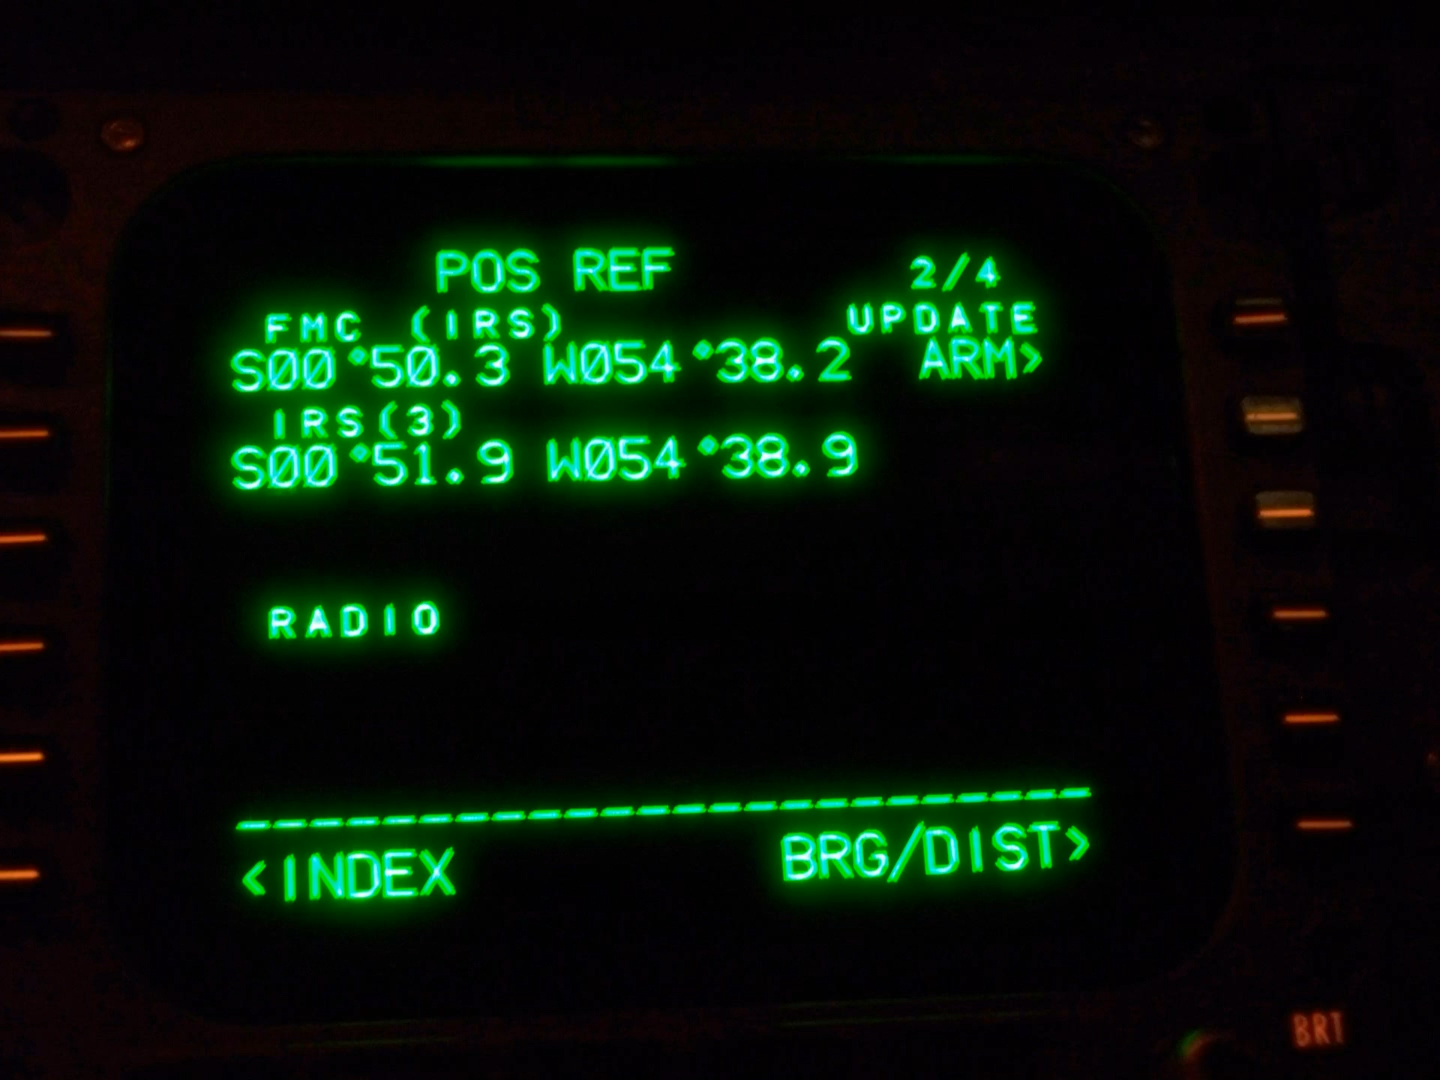 POS REF 2/4
FMC (IRS) UPDATE
S00°50.3 W054°38.2 ARM>
IRS(3)
S00°51.9 W054°38.9
RADIO
------------------------
<INDEX BRG/DIST>
BRT